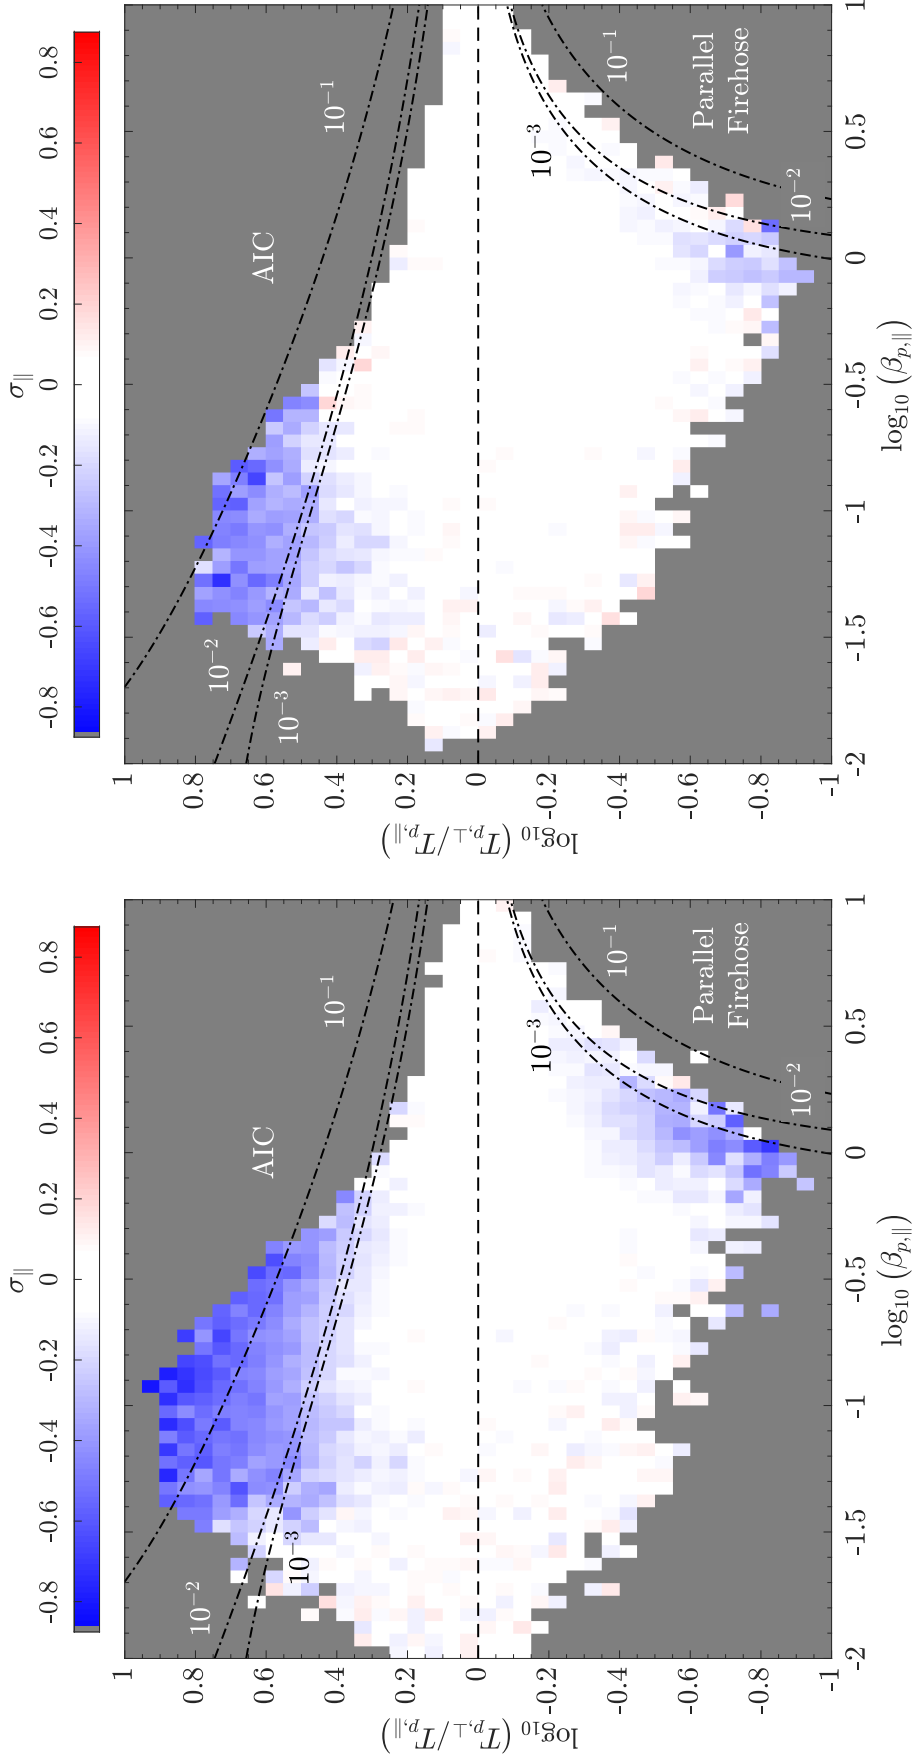 σ∥
-0.8 -0.6 -0.4 -0.2 0 0.2 0.4 0.6 0.8
1
0.8
0.6
0.4
0.2
0
-0.2
-0.4
-0.6
-0.8
-1
log₁₀ (T_{p,⊥}/T_{p,∥})
AIC
10⁻¹
10⁻²
10⁻³
10⁻³
10⁻¹
Parallel
Firehose
10⁻²
-2 -1.5 -1 -0.5 0 0.5 1
log₁₀ (β_{p,∥})
σ∥
-0.8 -0.6 -0.4 -0.2 0 0.2 0.4 0.6 0.8
1
0.8
0.6
0.4
0.2
0
-0.2
-0.4
-0.6
-0.8
-1
log₁₀ (T_{p,⊥}/T_{p,∥})
AIC
10⁻¹
10⁻²
10⁻³
10⁻³
10⁻¹
Parallel
Firehose
10⁻²
-2 -1.5 -1 -0.5 0 0.5 1
log₁₀ (β_{p,∥})